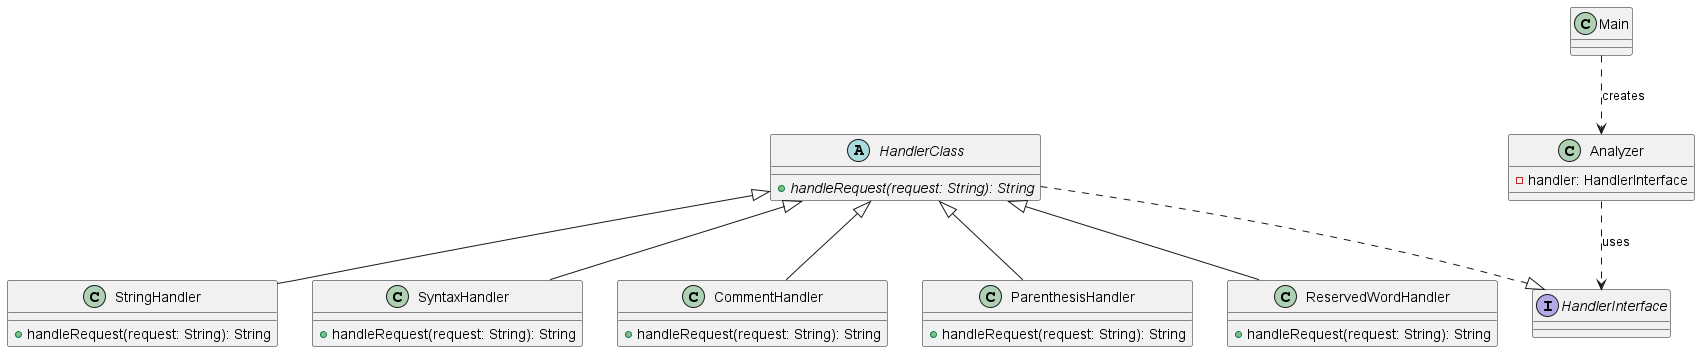 C Main
creates
A HandlerClass
handleRequest(request: String): String
C Analyzer
handler: HandlerInterface
uses
C StringHandler
handleRequest(request: String): String
C SyntaxHandler
handleRequest(request: String): String
C CommentHandler
handleRequest(request: String): String
C ParenthesisHandler
handleRequest(request: String): String
C ReservedWordHandler
handleRequest(request: String): String
I HandlerInterface